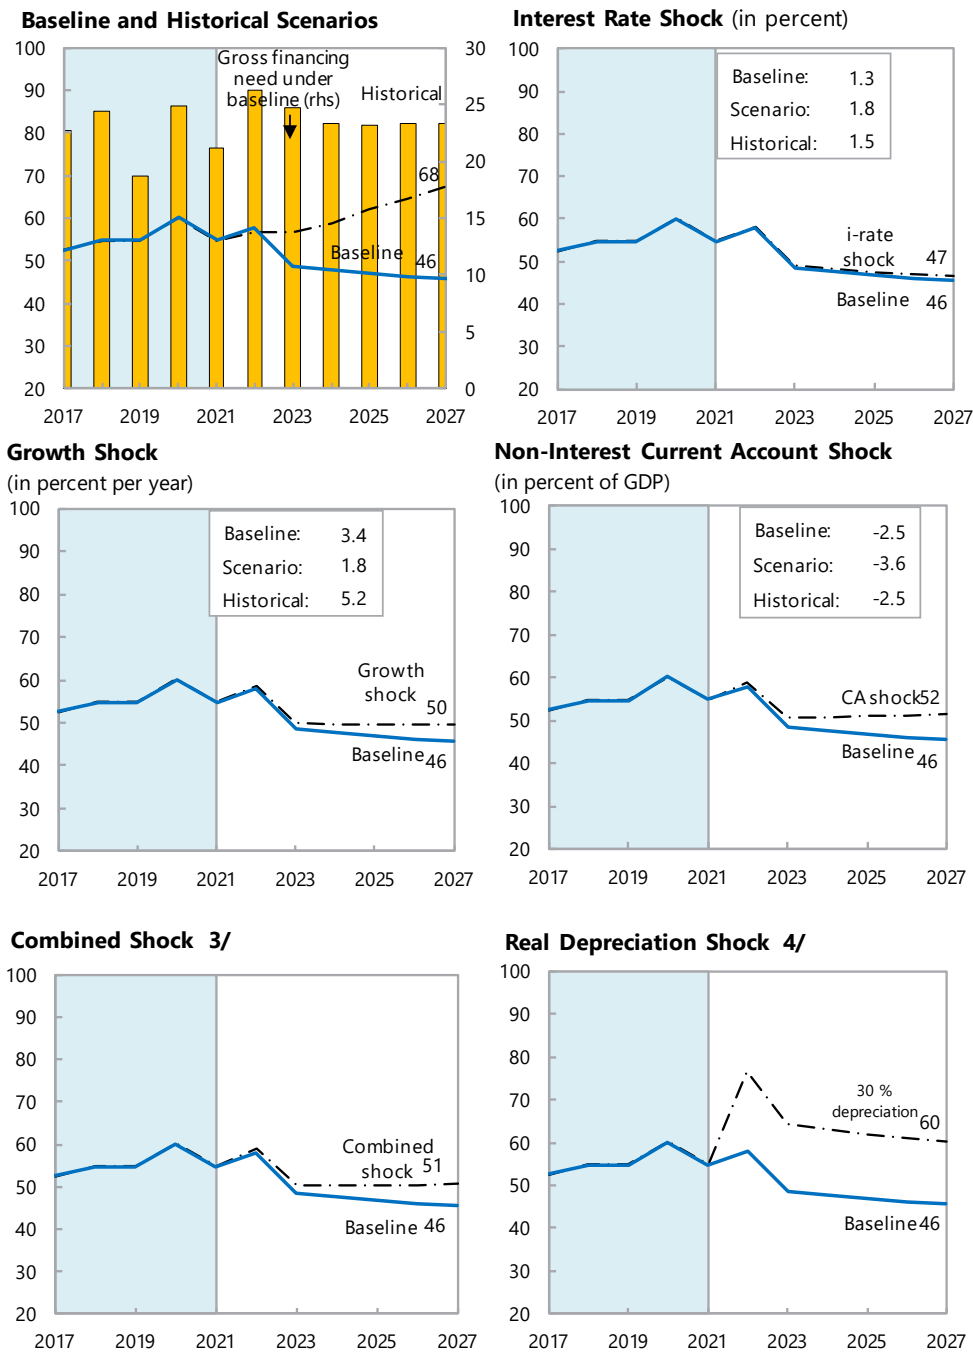 Baseline and Historical Scenarios
100
90
80
70
60
50
40
30
20
30
25
20
15
10
5
0
Gross financing
need under
baseline (rhs)
Historical
68
Baseline
46
2017 2019 2021 2023 2025 2027
Interest Rate Shock (in percent)
100
90
80
70
60
50
40
30
20
Baseline: 1.3
Scenario: 1.8
Historical: 1.5
i-rate
shock
47
Baseline 46
2017 2019 2021 2023 2025 2027
Growth Shock
(in percent per year)
100
90
80
70
60
50
40
30
20
Baseline: 3.4
Scenario: 1.8
Historical: 5.2
Growth
shock
50
Baseline 46
2017 2019 2021 2023 2025 2027
Non-Interest Current Account Shock
(in percent of GDP)
100
90
80
70
60
50
40
30
20
Baseline: -2.5
Scenario: -3.6
Historical: -2.5
CA shock 52
Baseline 46
2017 2019 2021 2023 2025 2027
Combined Shock 3/
100
90
80
70
60
50
40
30
20
Combined
shock 51
Baseline 46
2017 2019 2021 2023 2025 2027
Real Depreciation Shock 4/
100
90
80
70
60
50
40
30
20
30 %
depreciation 60
Baseline 46
2017 2019 2021 2023 2025 2027